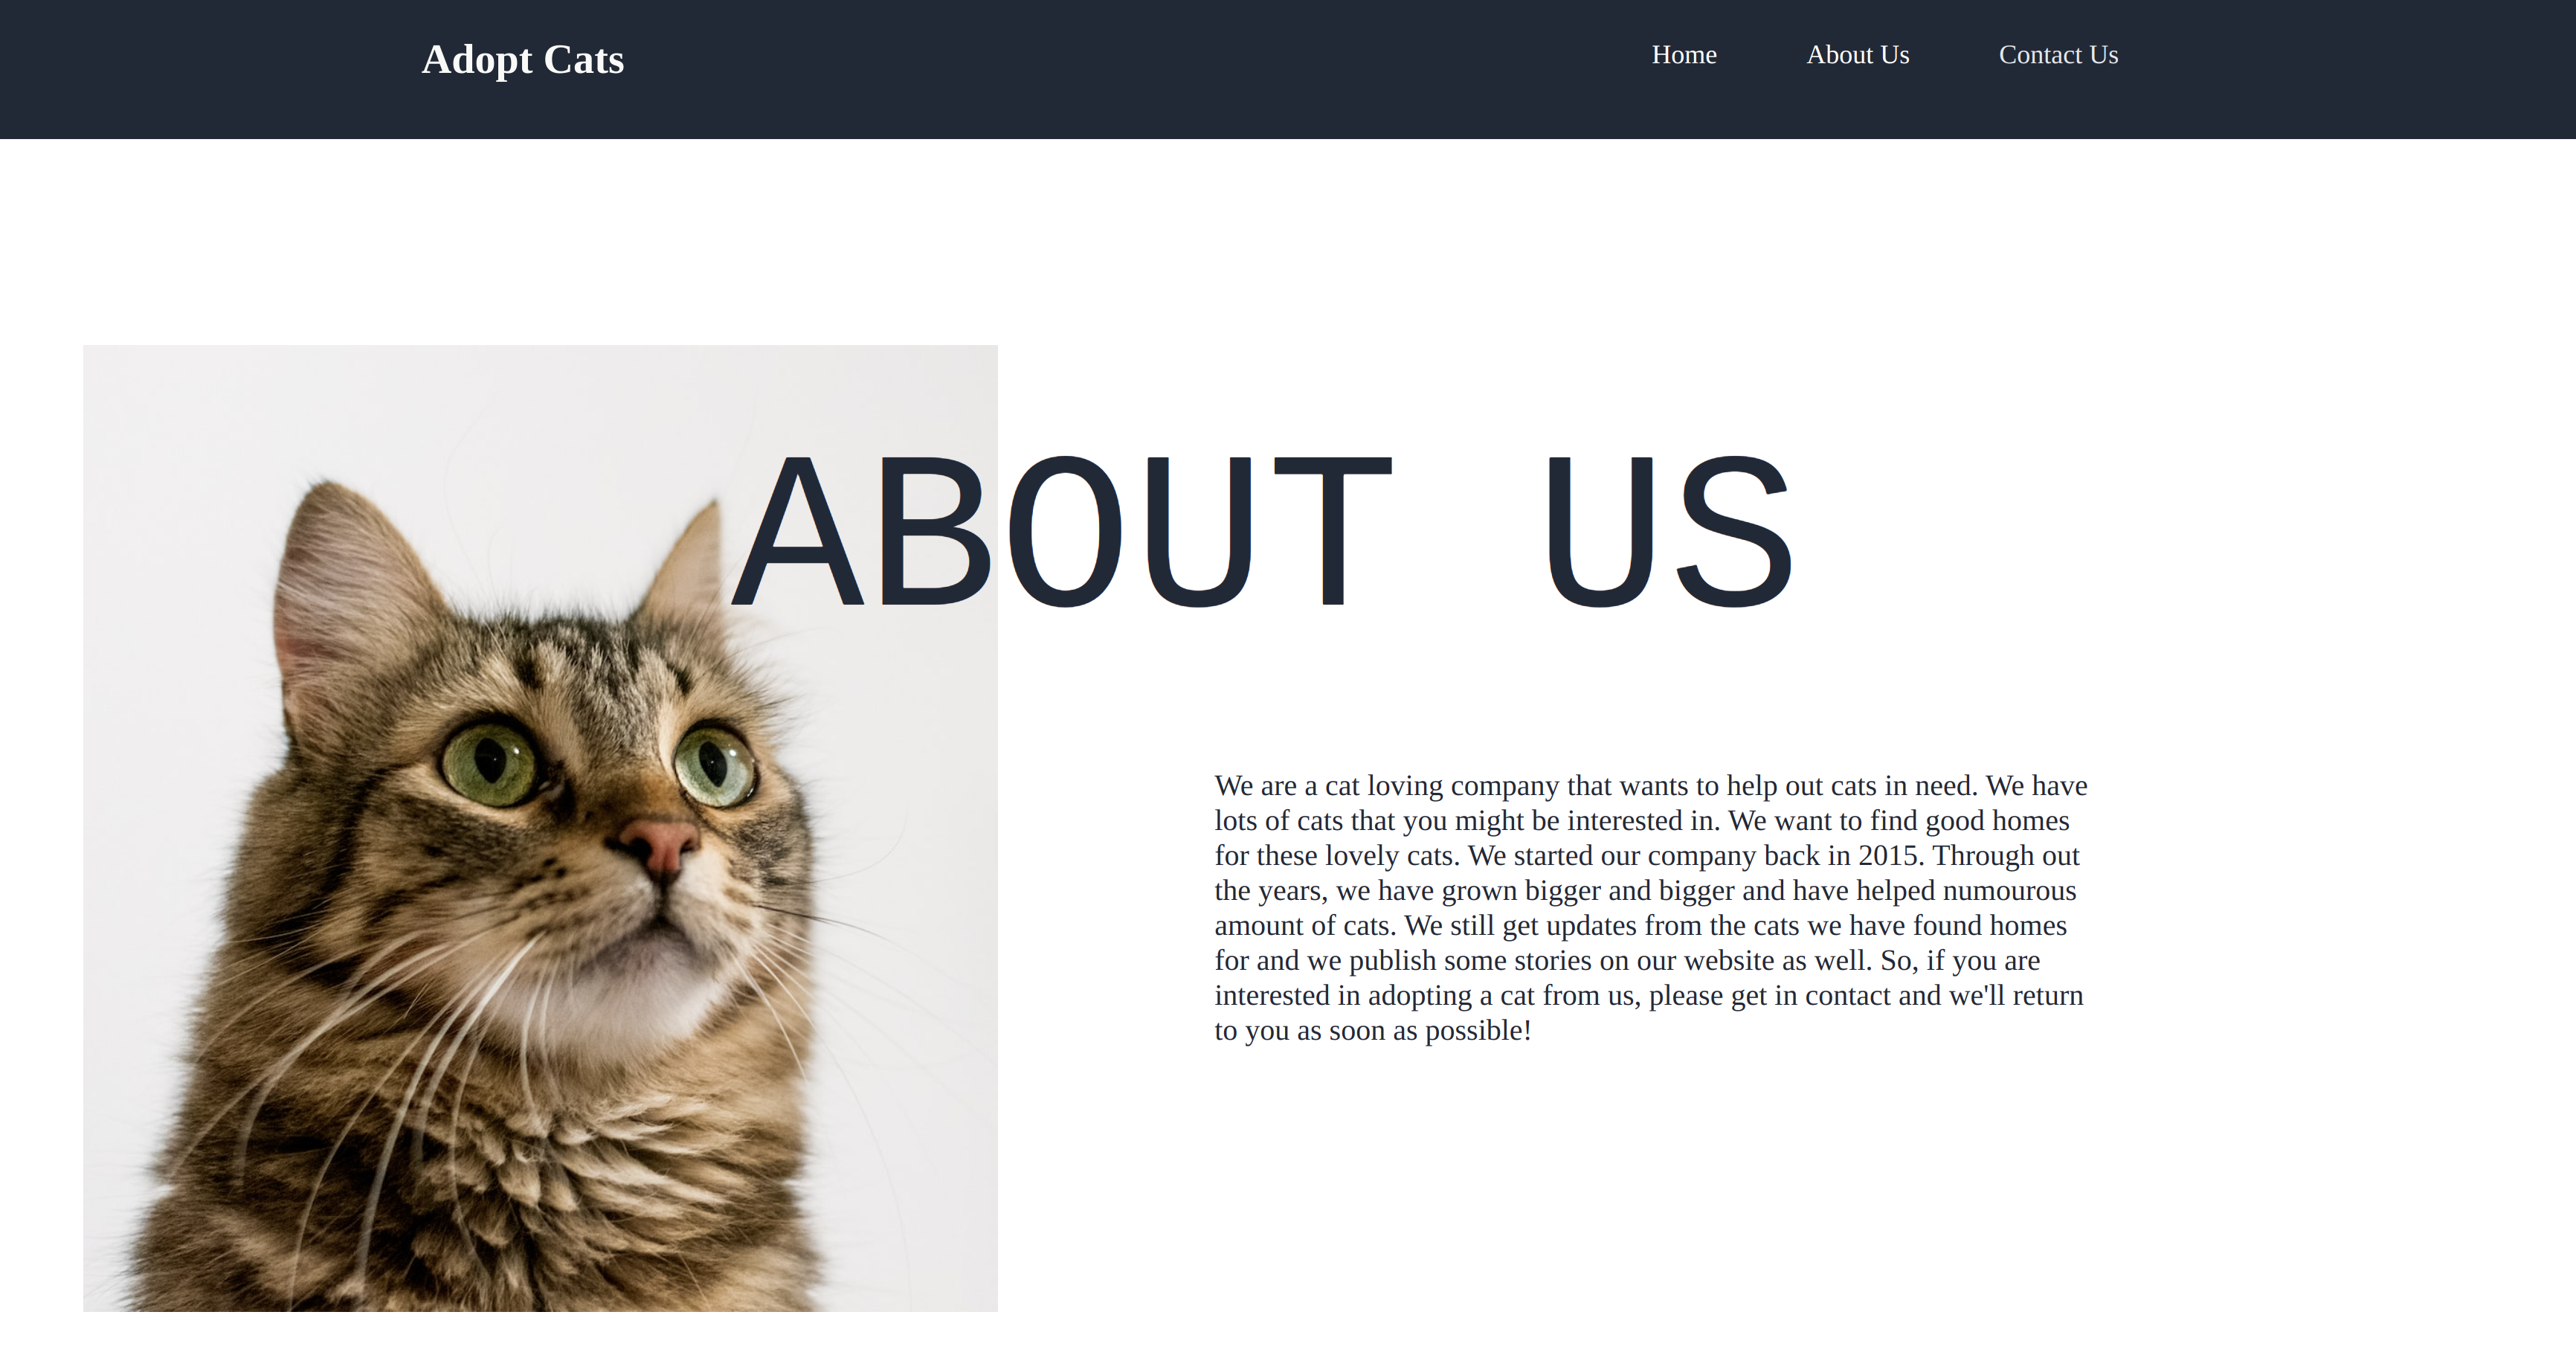 Adopt Cats
Home About Us Contact Us
ABOUT US
We are a cat loving company that wants to help out cats in need. We have
lots of cats that you might be interested in. We want to find good homes
for these lovely cats. We started our company back in 2015. Through out
the years, we have grown bigger and bigger and have helped numourous
amount of cats. We still get updates from the cats we have found homes
for and we publish some stories on our website as well. So, if you are
interested in adopting a cat from us, please get in contact and we'll return
to you as soon as possible!